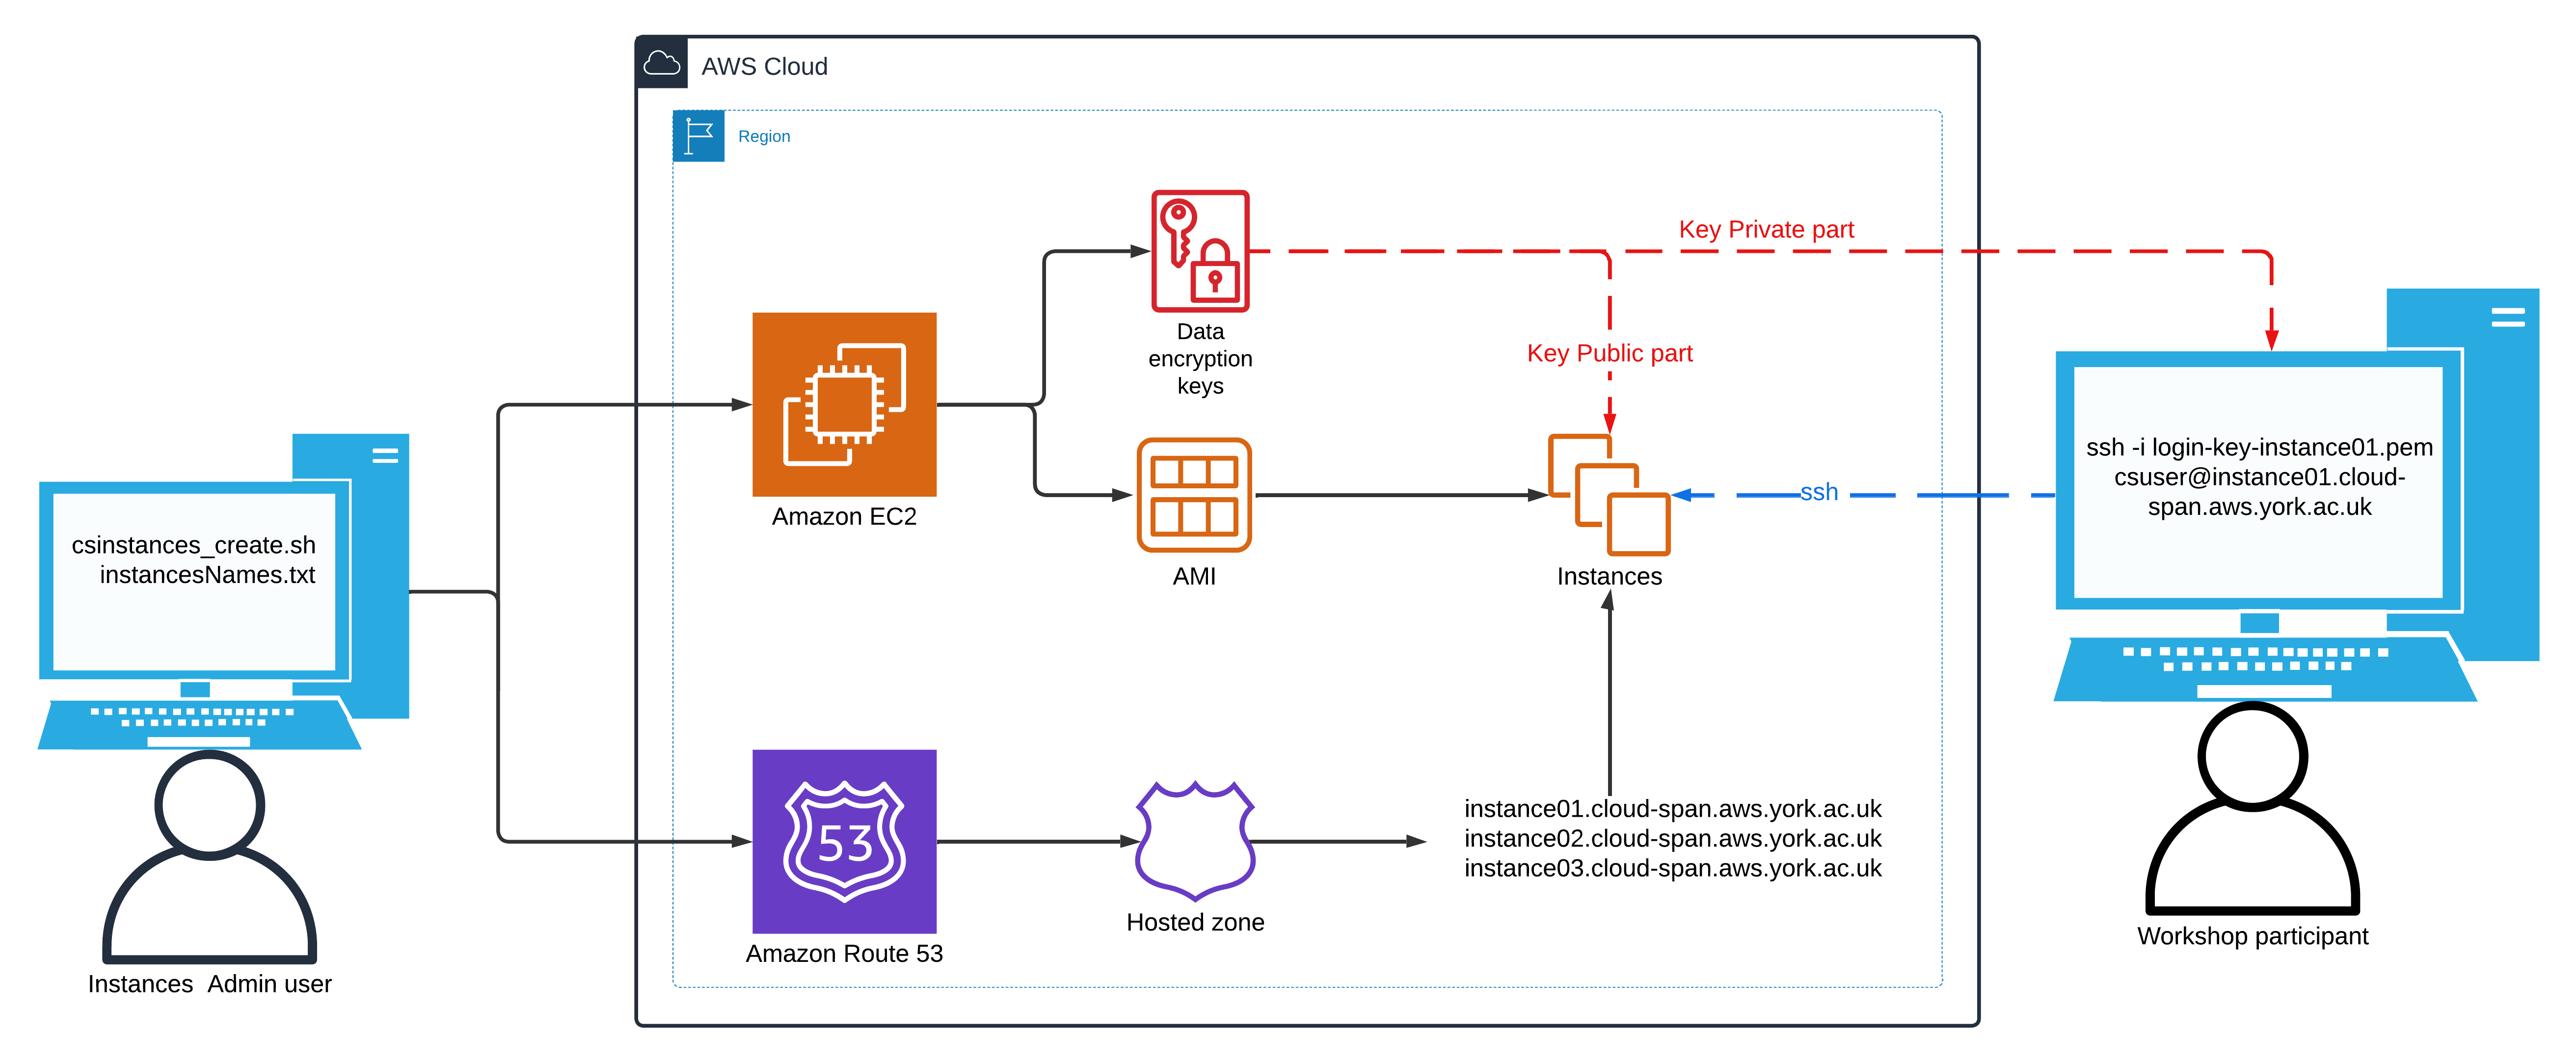 AWS Cloud
Region
Key Private part
Data
encryption
keys
Key Public part
ssh -i login-key-instance01.pem
csuser@instance01.cloud-
span.aws.york.ac.uk
ssh
Amazon EC2
csinstances_create.sh
instancesNames.txt
AMI
Instances
53
instance01.cloud-span.aws.york.ac.uk
instance02.cloud-span.aws.york.ac.uk
instance03.cloud-span.aws.york.ac.uk
Hosted zone
Amazon Route 53
Workshop participant
Instances  Admin user